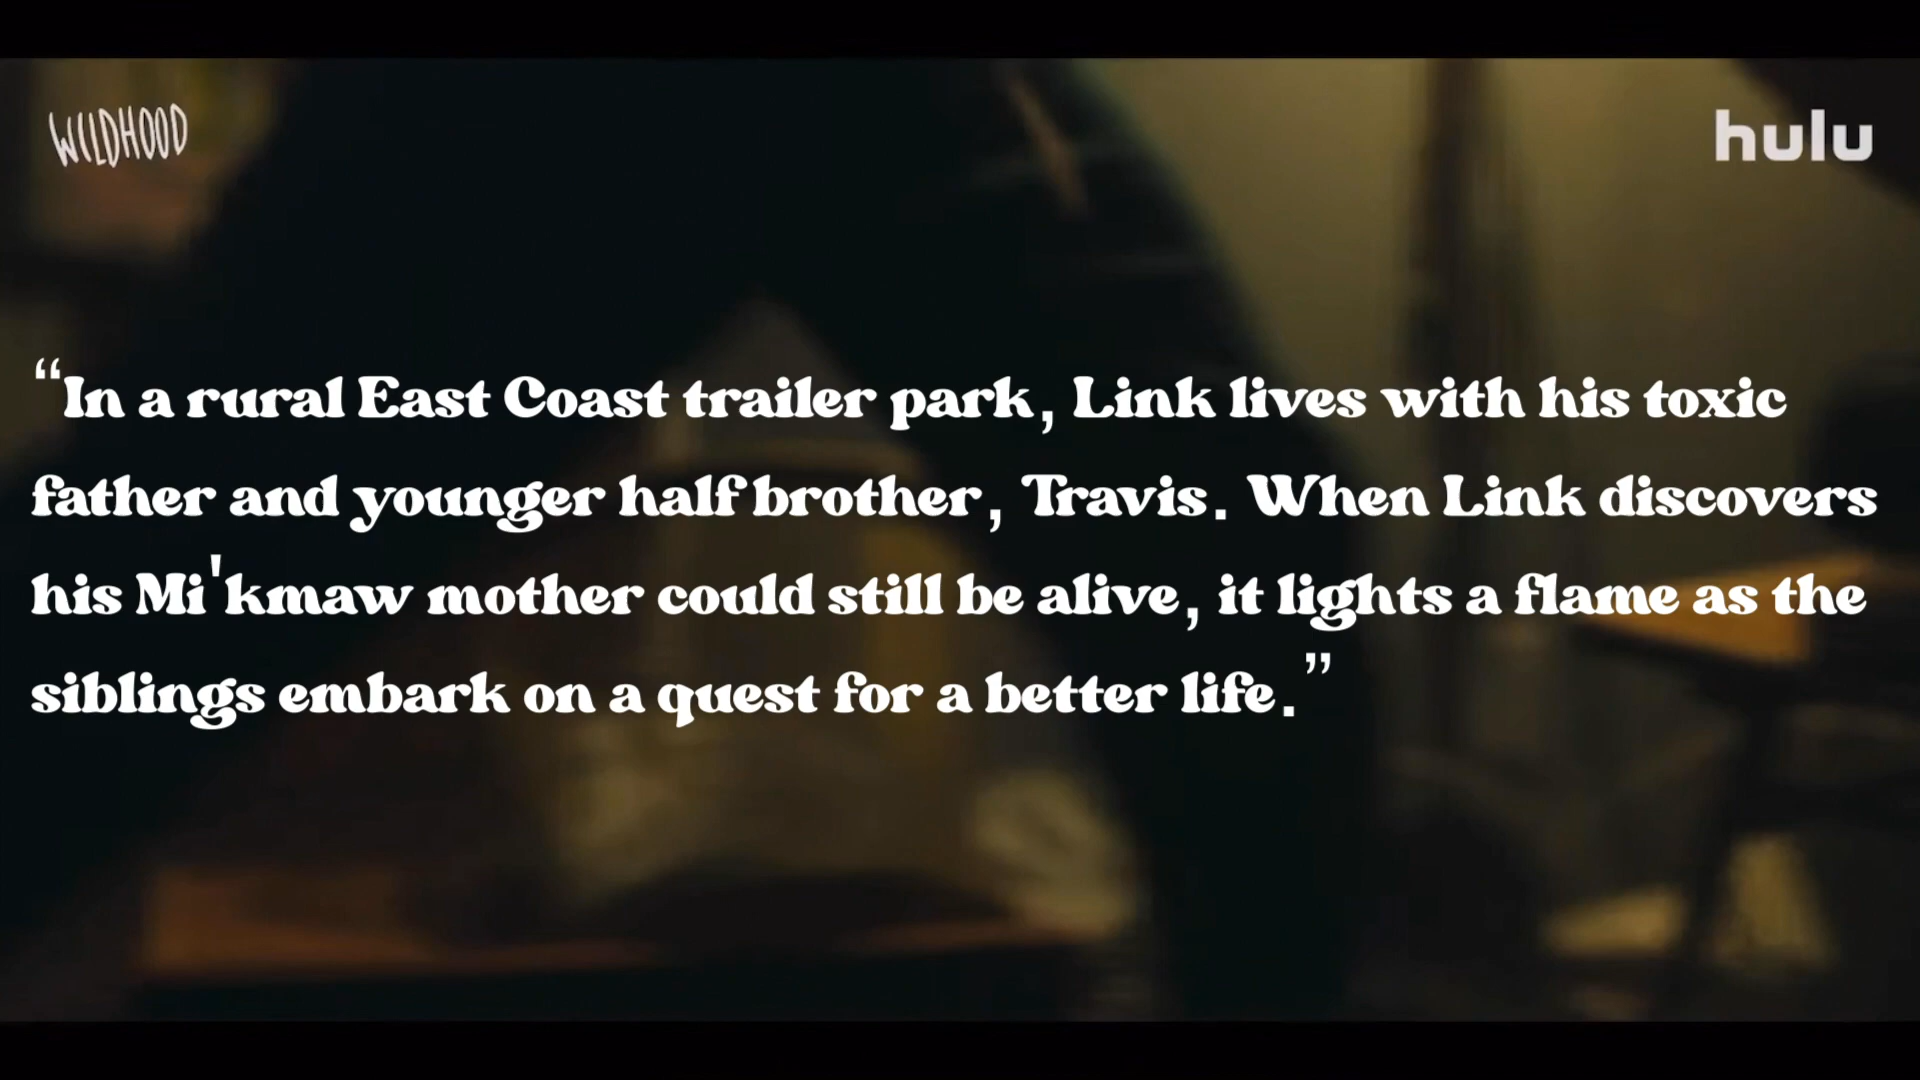 WILDHOOD
hulu
“In a rural East Coast trailer park, Link lives with his toxic
father and younger half brother, Travis. When Link discovers
his Mi'kmaw mother could still be alive, it lights a flame as the
siblings embark on a quest for a better life.”